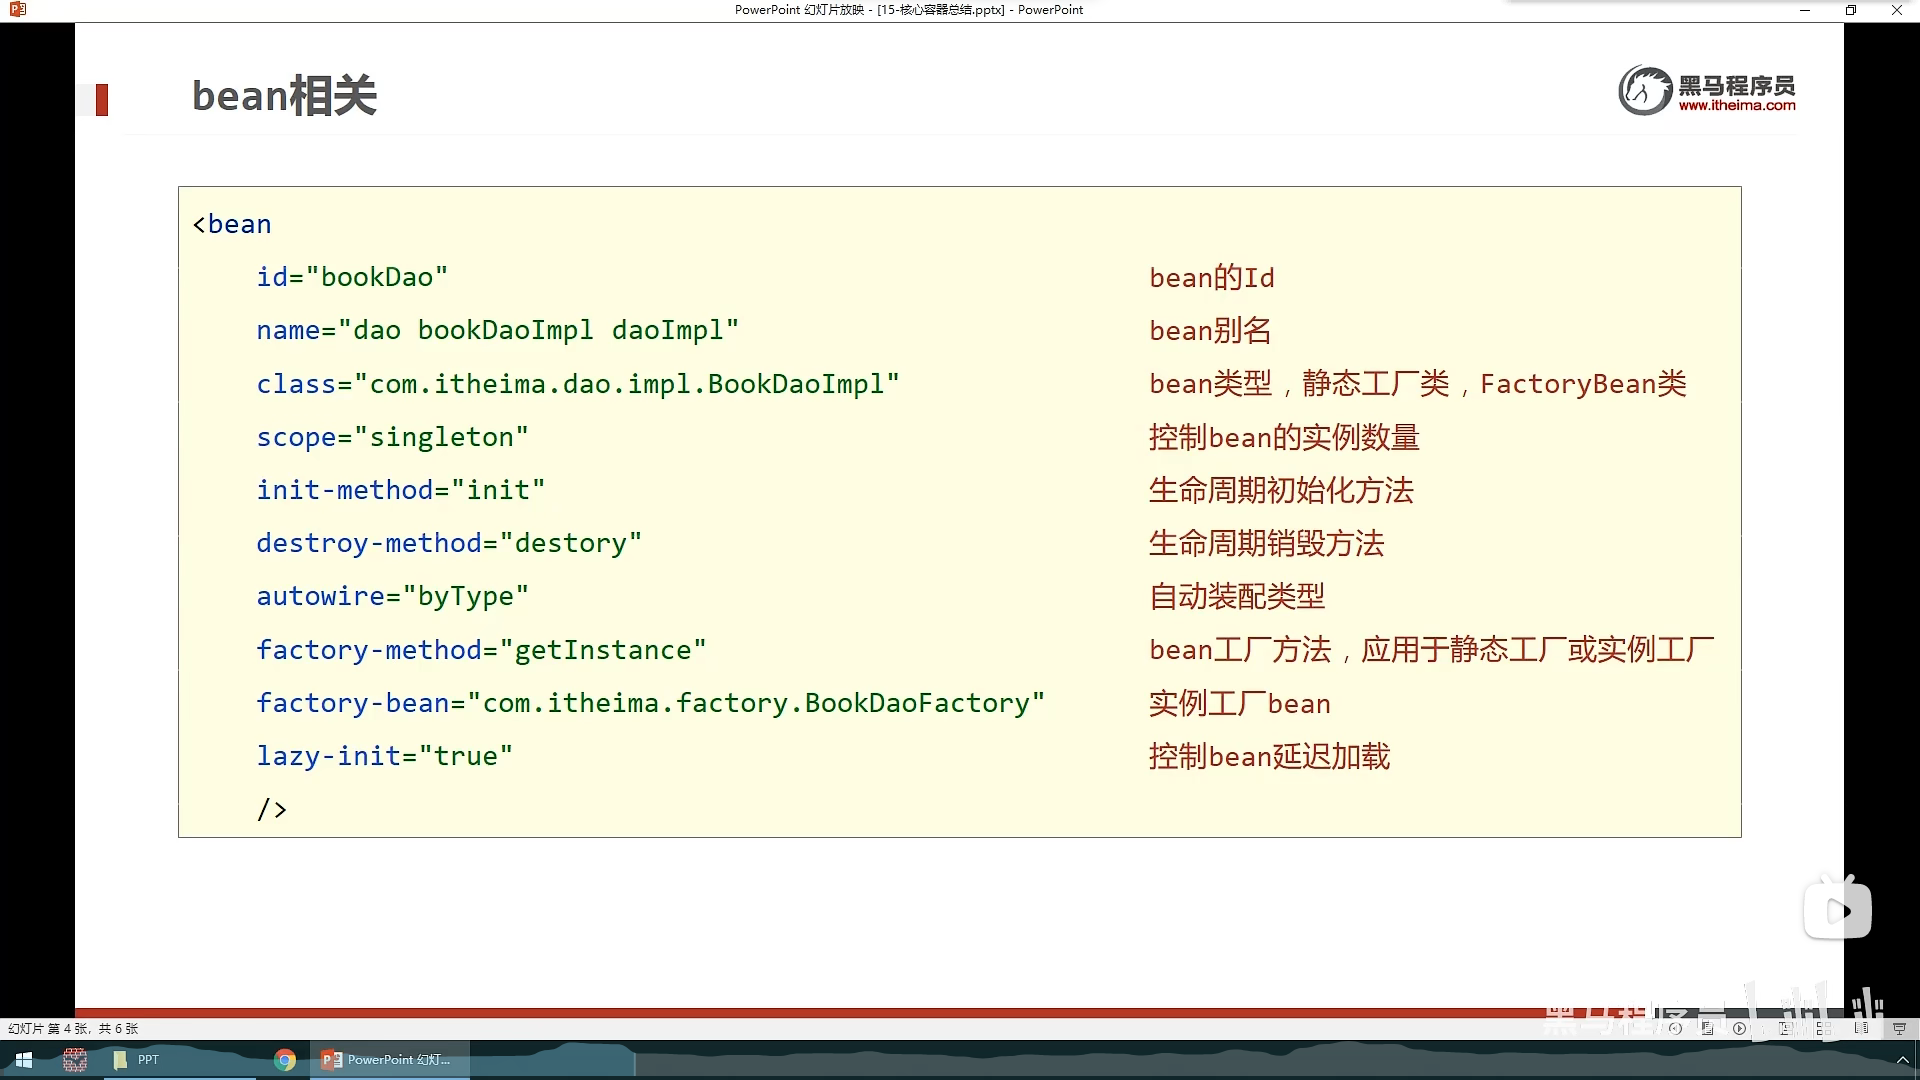 PowerPoint 幻灯片放映 - [15-核心容器总结.pptx] - PowerPoint
bean相关
黑马程序员
www.itheima.com
<bean
id="bookDao" bean的Id
name="dao bookDaoImpl daoImpl" bean别名
class="com.itheima.dao.impl.BookDaoImpl" bean类型，静态工厂类，FactoryBean类
scope="singleton" 控制bean的实例数量
init-method="init" 生命周期初始化方法
destroy-method="destory" 生命周期销毁方法
autowire="byType" 自动装配类型
factory-method="getInstance" bean工厂方法，应用于静态工厂或实例工厂
factory-bean="com.itheima.factory.BookDaoFactory" 实例工厂bean
lazy-init="true" 控制bean延迟加载
/>
黑马程序员
幻灯片 第 4 张，共 6 张
PPT
PowerPoint 幻灯...